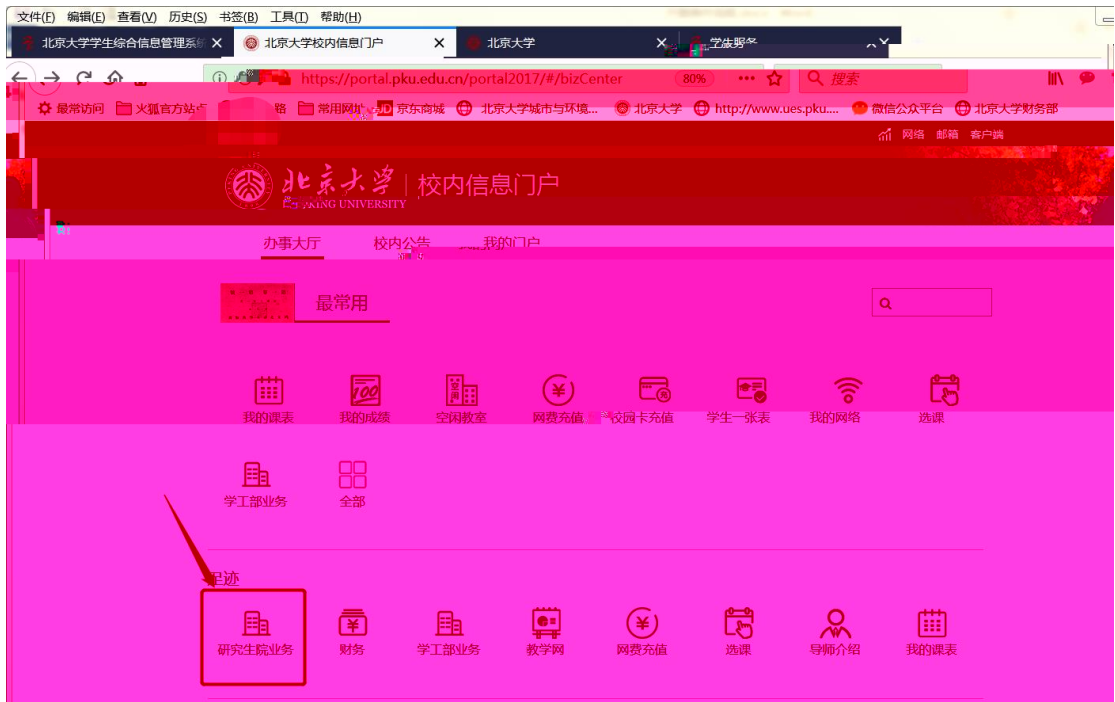 文件(F) 编辑(E) 查看(V) 历史(S) 书签(B) 工具(T) 帮助(H)
北京大学学生综合信息管理系统 北京大学校内信息门户 北京大学
https://portal.pku.edu.cn/portal2017/#/bizCenter 80% 搜索
最常访问 火狐官方站点 常用网址 JD 京东商城 北京大学城市与环境... 北京大学 http://www.ues.pku.... 微信公众平台 北京大学财务部
网络 邮箱 客户端
北京大学 校内信息门户
PEKING UNIVERSITY
办事大厅 校内公告 我的门户
最常用
我的课表 我的成绩 空闲教室 网费充值 校园卡充值 学生一张表 我的网络 选课
学工部业务 全部
足迹
研究生院业务 财务 学工部业务 教学网 网费充值 选课 导师介绍 我的课表